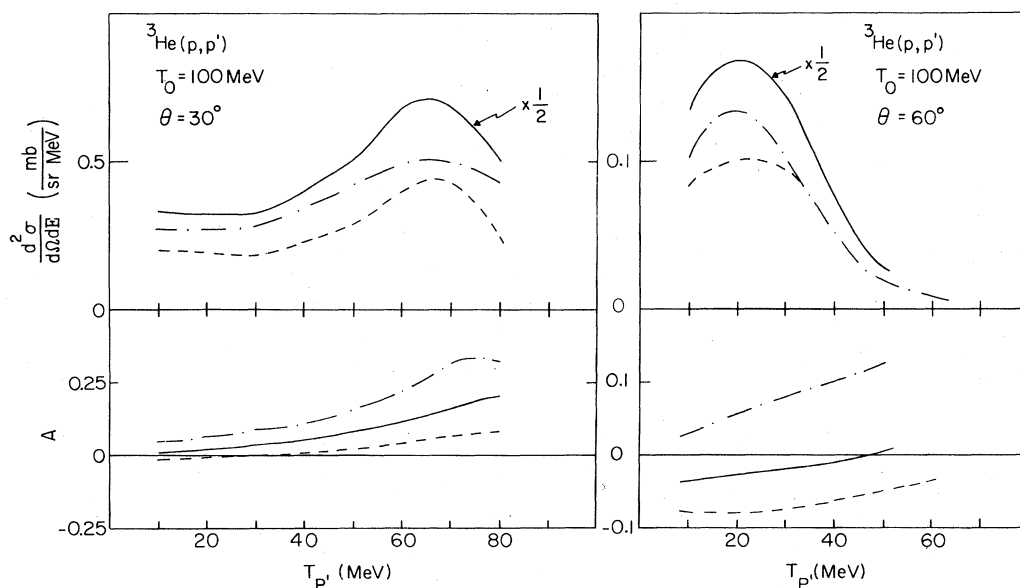 ³He(p,p')
T₀ = 100 MeV
θ = 30°
x 1/2
d²σ/dΩdE (mb/sr MeV)
0.5
0
A
0.25
0
-0.25
20 40 60 80
T_P' (MeV)
³He(p,p')
T₀ = 100 MeV
θ = 60°
x 1/2
0.1
0
0.1
0
-0.1
20 40 60
T_P' (MeV)